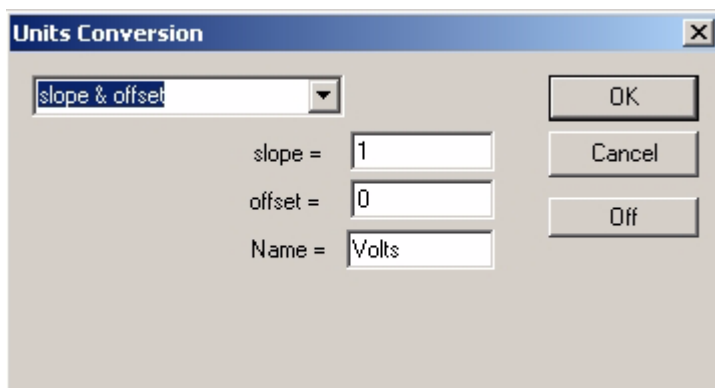 Units Conversion
slope & offset
OK
slope = 1
Cancel
offset = 0
Off
Name = Volts